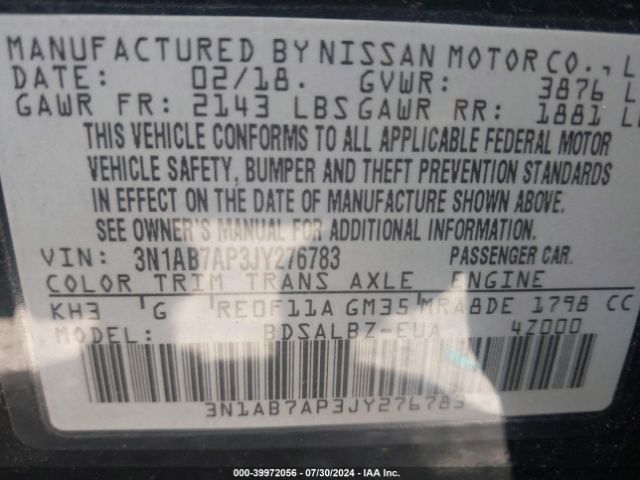 MANUFACTURED BY NISSAN MOTOR CO., L
DATE: 02/18. GVWR: 3876 L
GAWR FR: 2143 LBS GAWR RR: 1881 L
THIS VEHICLE CONFORMS TO ALL APPLICABLE FEDERAL MOTOR
VEHICLE SAFETY, BUMPER AND THEFT PREVENTION STANDARDS
IN EFFECT ON THE DATE OF MANUFACTURE SHOWN ABOVE.
SEE OWNER'S MANUAL FOR ADDITIONAL INFORMATION.
VIN: 3N1AB7AP3JY276783 PASSENGER CAR.
COLOR TRIM TRANS AXLE ENGINE
KH3 G RE0F11A GM35 MRA8DE 1798 CC
MODEL: BDSALBZ-EUA 4Z000
3N1AB7AP3JY276783
000-39972056 - 07/30/2024 - IAA Inc.